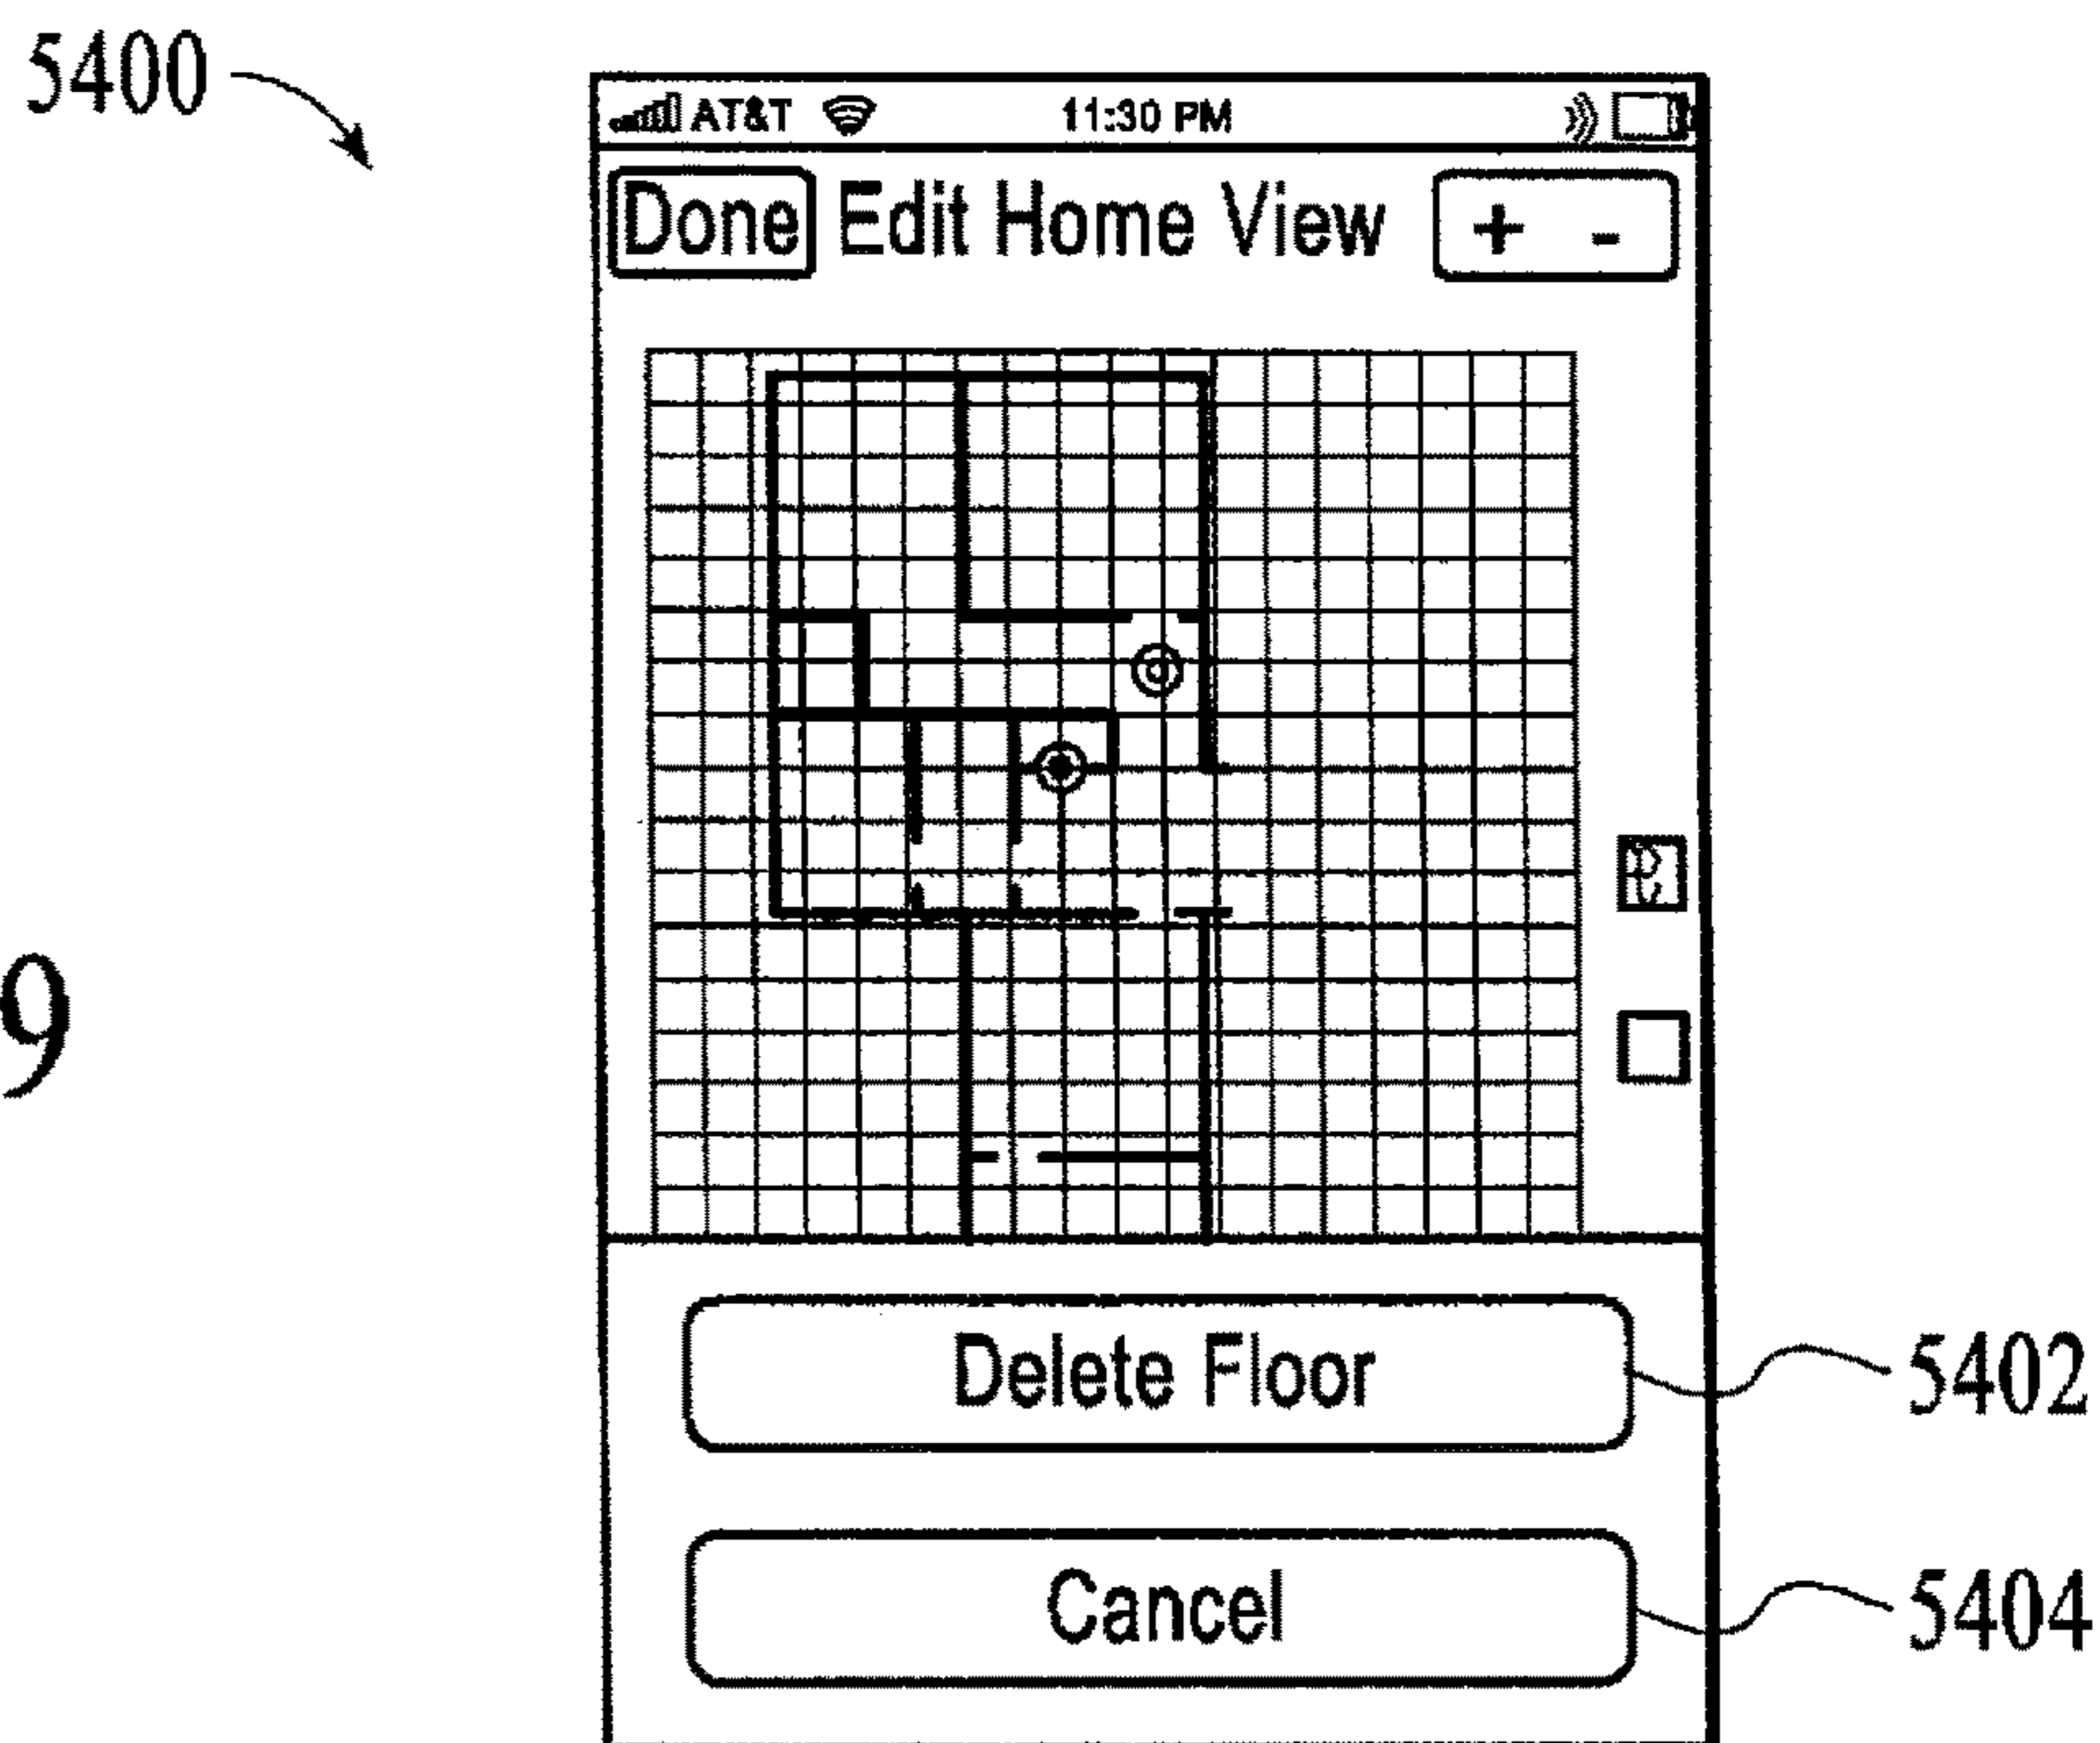 5400
AT&T 11:30 PM
Done Edit Home View + -
9
Delete Floor 5402
Cancel 5404